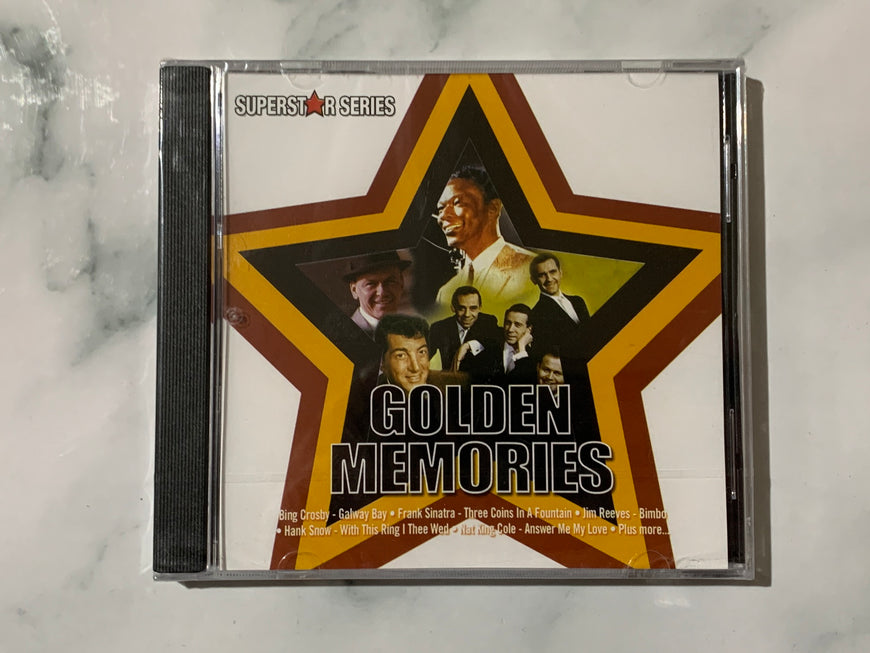 SUPERST★R SERIES
GOLDEN
MEMORIES
Bing Crosby - Galway Bay • Frank Sinatra - Three Coins In A Fountain • Jim Reeves - Bimbo
• Hank Snow - With This Ring I Thee Wed • Nat King Cole - Answer Me My Love • Plus more...